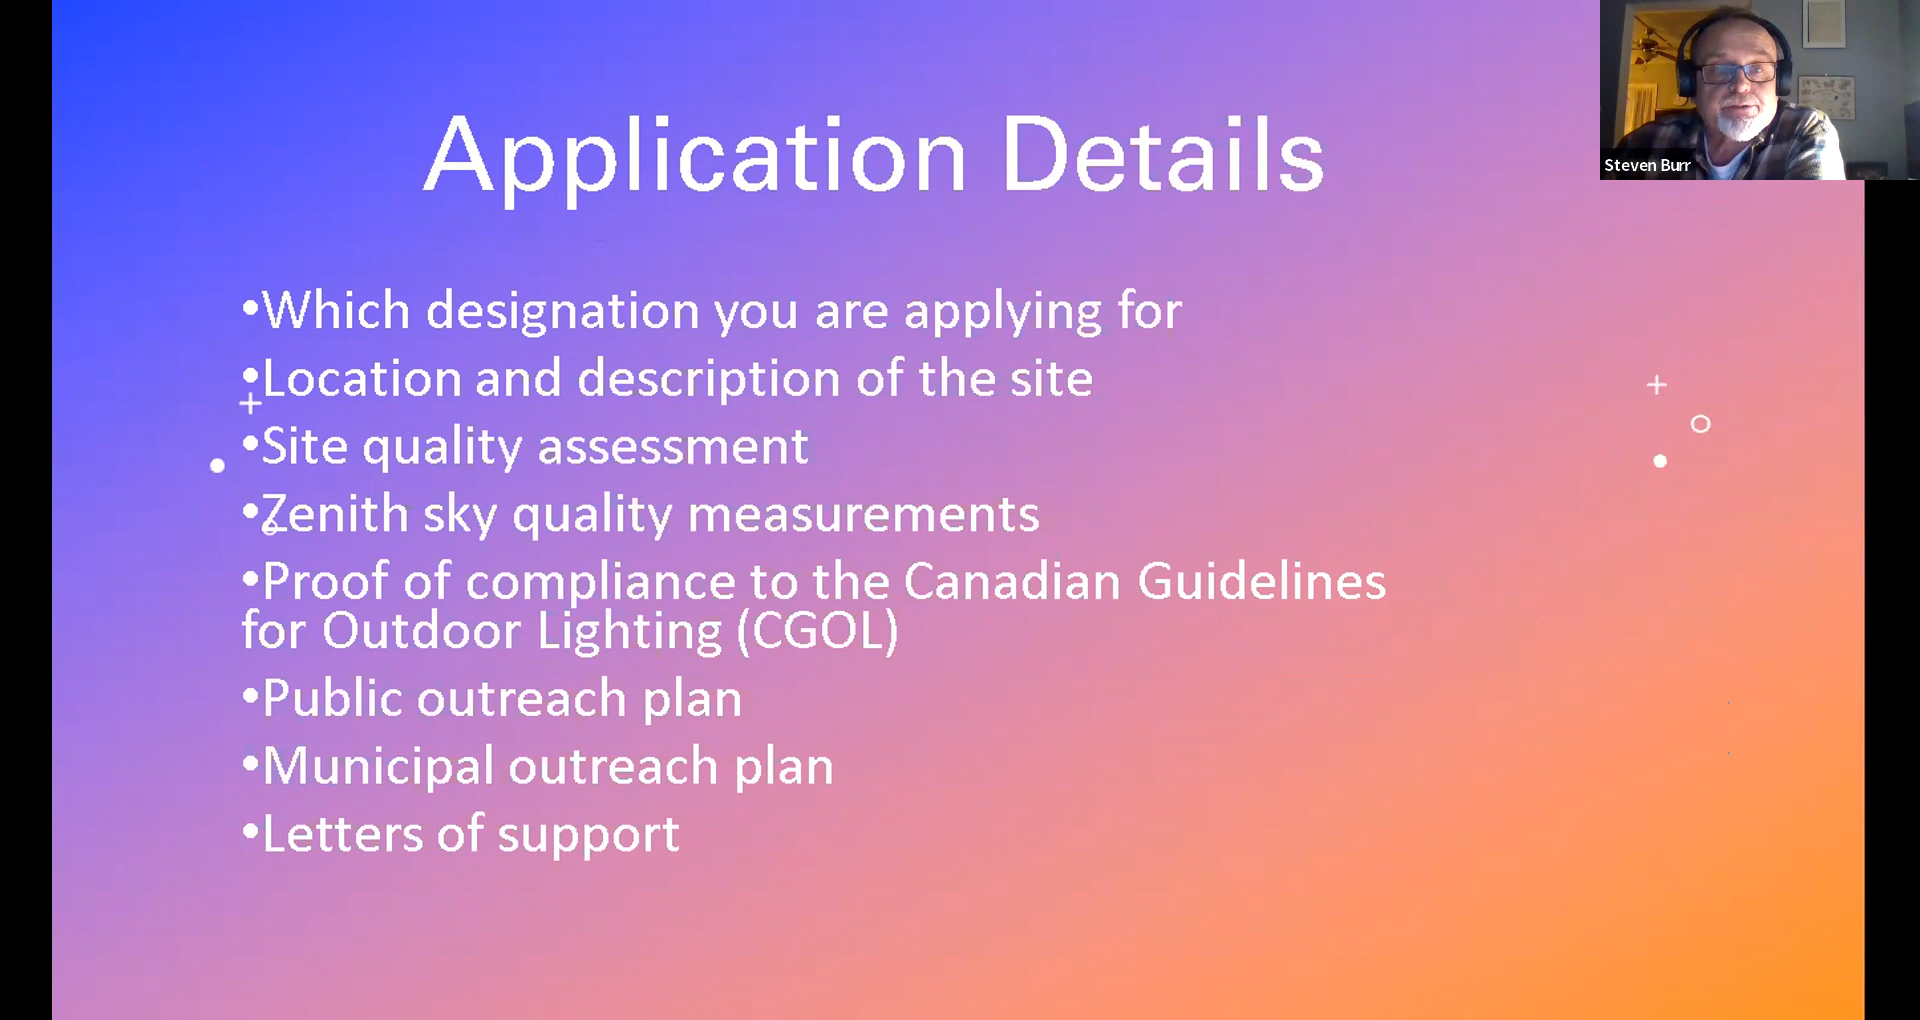 Application Details
•Which designation you are applying for
•Location and description of the site
•Site quality assessment
•Zenith sky quality measurements
•Proof of compliance to the Canadian Guidelines
for Outdoor Lighting (CGOL)
•Public outreach plan
•Municipal outreach plan
•Letters of support
Steven Burr